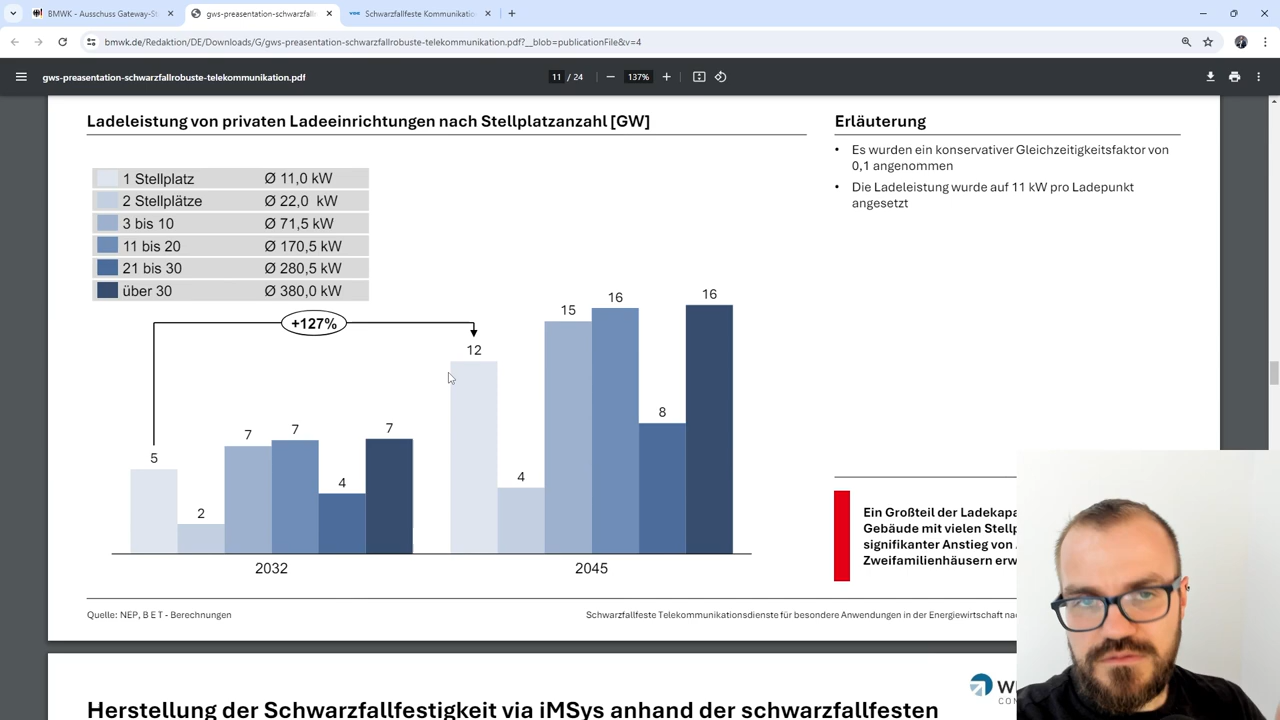 BMWK - Ausschuss Gateway-St
gws-preasentation-schwarzfall
Schwarzfallfeste Kommunikatio
bmwk.de/Redaktion/DE/Downloads/G/gws-preasentation-schwarzfallrobuste-telekommunikation.pdf?__blob=publicationFile&v=4
gws-preasentation-schwarzfallrobuste-telekommunikation.pdf
11 / 24
137%
Ladeleistung von privaten Ladeeinrichtungen nach Stellplatzanzahl [GW]
1 Stellplatz Ø 11,0 kW
2 Stellplätze Ø 22,0 kW
3 bis 10 Ø 71,5 kW
11 bis 20 Ø 170,5 kW
21 bis 30 Ø 280,5 kW
über 30 Ø 380,0 kW
+127%
5
2
7
7
4
7
12
4
15
16
8
16
2032
2045
Erläuterung
• Es wurden ein konservativer Gleichzeitigkeitsfaktor von
0,1 angenommen
• Die Ladeleistung wurde auf 11 kW pro Ladepunkt
angesetzt
Ein Großteil der Ladekapa
Gebäude mit vielen Stellp
signifikanter Anstieg von
Zweifamilienhäusern erw
Quelle: NEP, B E T - Berechnungen
Schwarzfallfeste Telekommunikationsdienste für besondere Anwendungen in der Energiewirtschaft nac
Herstellung der Schwarzfallfestigkeit via iMSys anhand der schwarzfallfesten